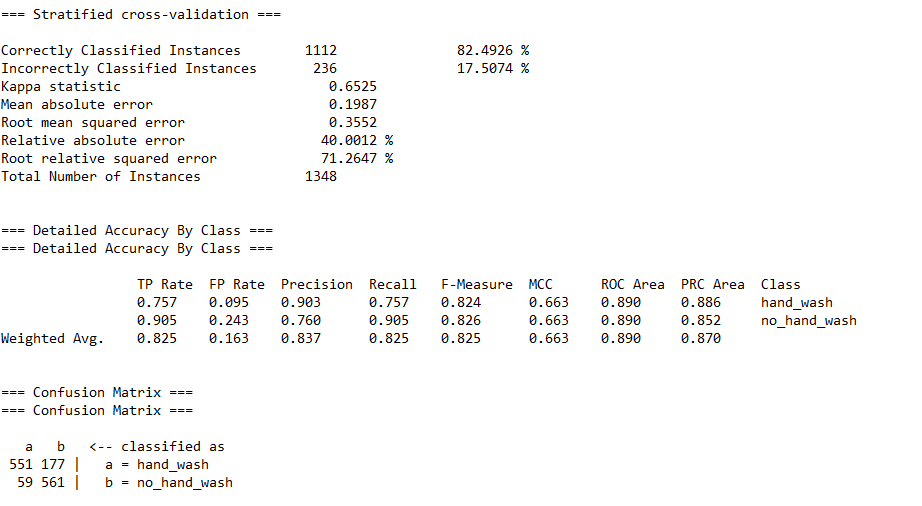 === Stratified cross-validation ===
Correctly Classified Instances 1112 82.4926 %
Incorrectly Classified Instances 236 17.5074 %
Kappa statistic 0.6525
Mean absolute error 0.1987
Root mean squared error 0.3552
Relative absolute error 40.0012 %
Root relative squared error 71.2647 %
Total Number of Instances 1348
=== Detailed Accuracy By Class ===
=== Detailed Accuracy By Class ===
TP Rate FP Rate Precision Recall F-Measure MCC ROC Area PRC Area Class
0.757 0.095 0.903 0.757 0.824 0.663 0.890 0.886 hand_wash
0.905 0.243 0.760 0.905 0.826 0.663 0.890 0.852 no_hand_wash
Weighted Avg. 0.825 0.163 0.837 0.825 0.825 0.663 0.890 0.870
=== Confusion Matrix ===
=== Confusion Matrix ===
a b <-- classified as
551 177 | a = hand_wash
59 561 | b = no_hand_wash